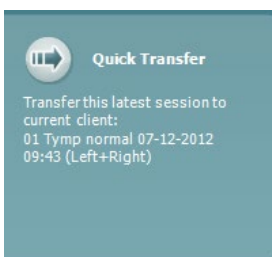 Quick Transfer
Transfer this latest session to
current client:
01 Tymp normal 07-12-2012
09:43 (Left+Right)